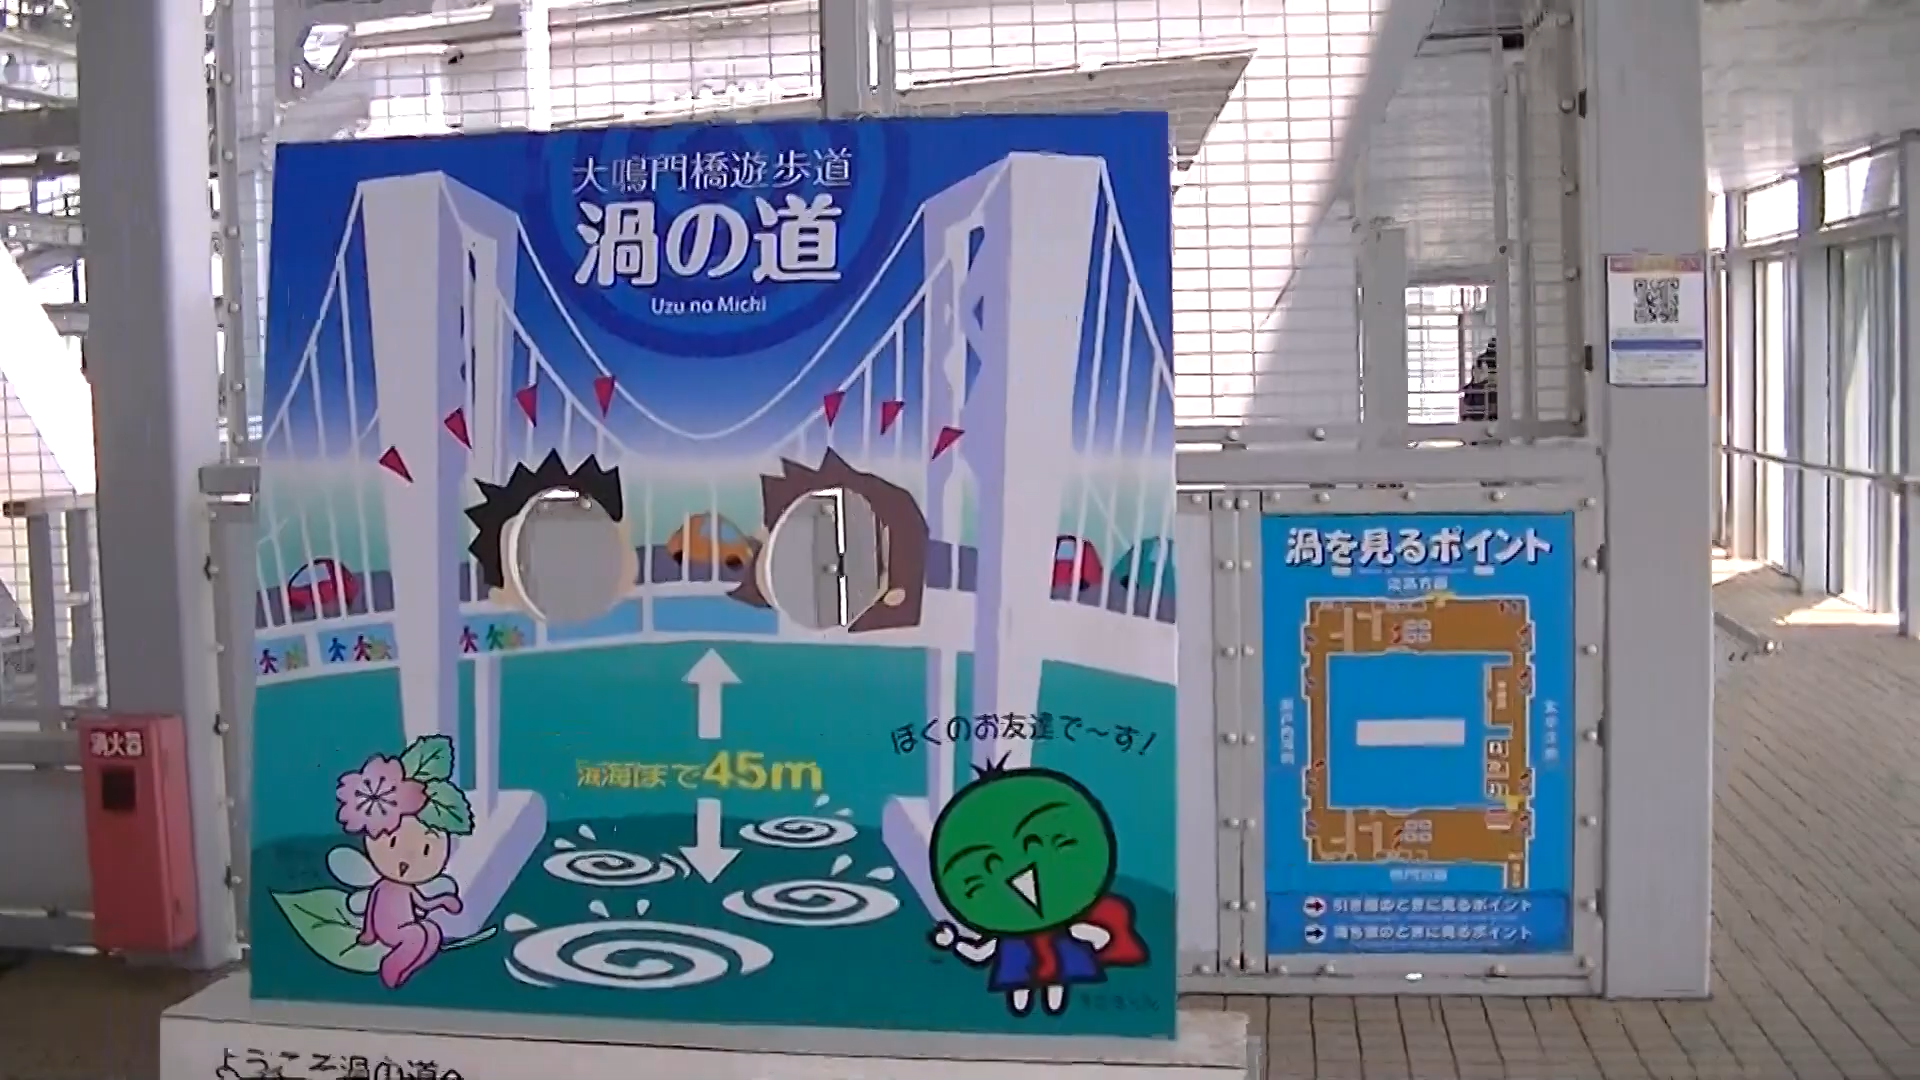 大鳴門橋遊歩道
渦の道
Uzu no Michi
ぼくのお友達で〜す!
海まで45m
消火器
ようこそ渦の道へ
渦を見るポイント
淡路方面
鳴門方面
引き潮のときに見るポイント
満ち潮のときに見るポイント